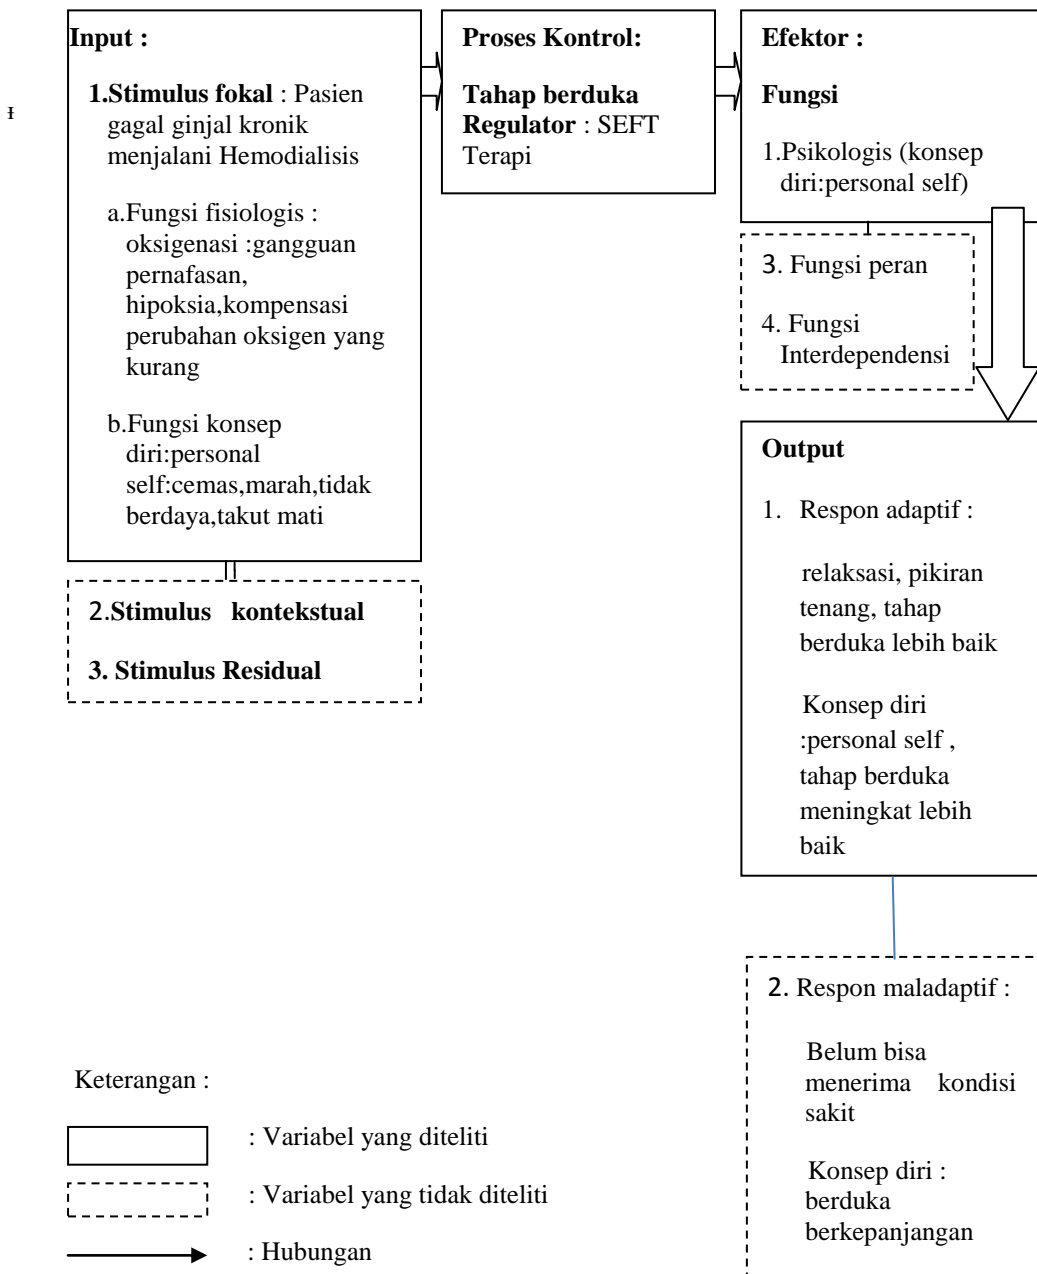 Input :
1.Stimulus fokal : Pasien
gagal ginjal kronik
menjalani Hemodialisis
a.Fungsi fisiologis :
oksigenasi :gangguan
pernafasan,
hipoksia,kompensasi
perubahan oksigen yang
kurang
b.Fungsi konsep
diri:personal
self:cemas,marah,tidak
berdaya,takut mati
2.Stimulus kontekstual
3. Stimulus Residual
Proses Kontrol:
Tahap berduka
Regulator : SEFT
Terapi
Efektor :
Fungsi
1.Psikologis (konsep
diri:personal self)
3. Fungsi peran
4. Fungsi
Interdependensi
Output
1. Respon adaptif :
relaksasi, pikiran
tenang, tahap
berduka lebih baik
Konsep diri
:personal self ,
tahap berduka
meningkat lebih
baik
2. Respon maladaptif :
Belum bisa
menerima kondisi
sakit
Konsep diri :
berduka
berkepanjangan
Keterangan :
: Variabel yang diteliti
: Variabel yang tidak diteliti
: Hubungan